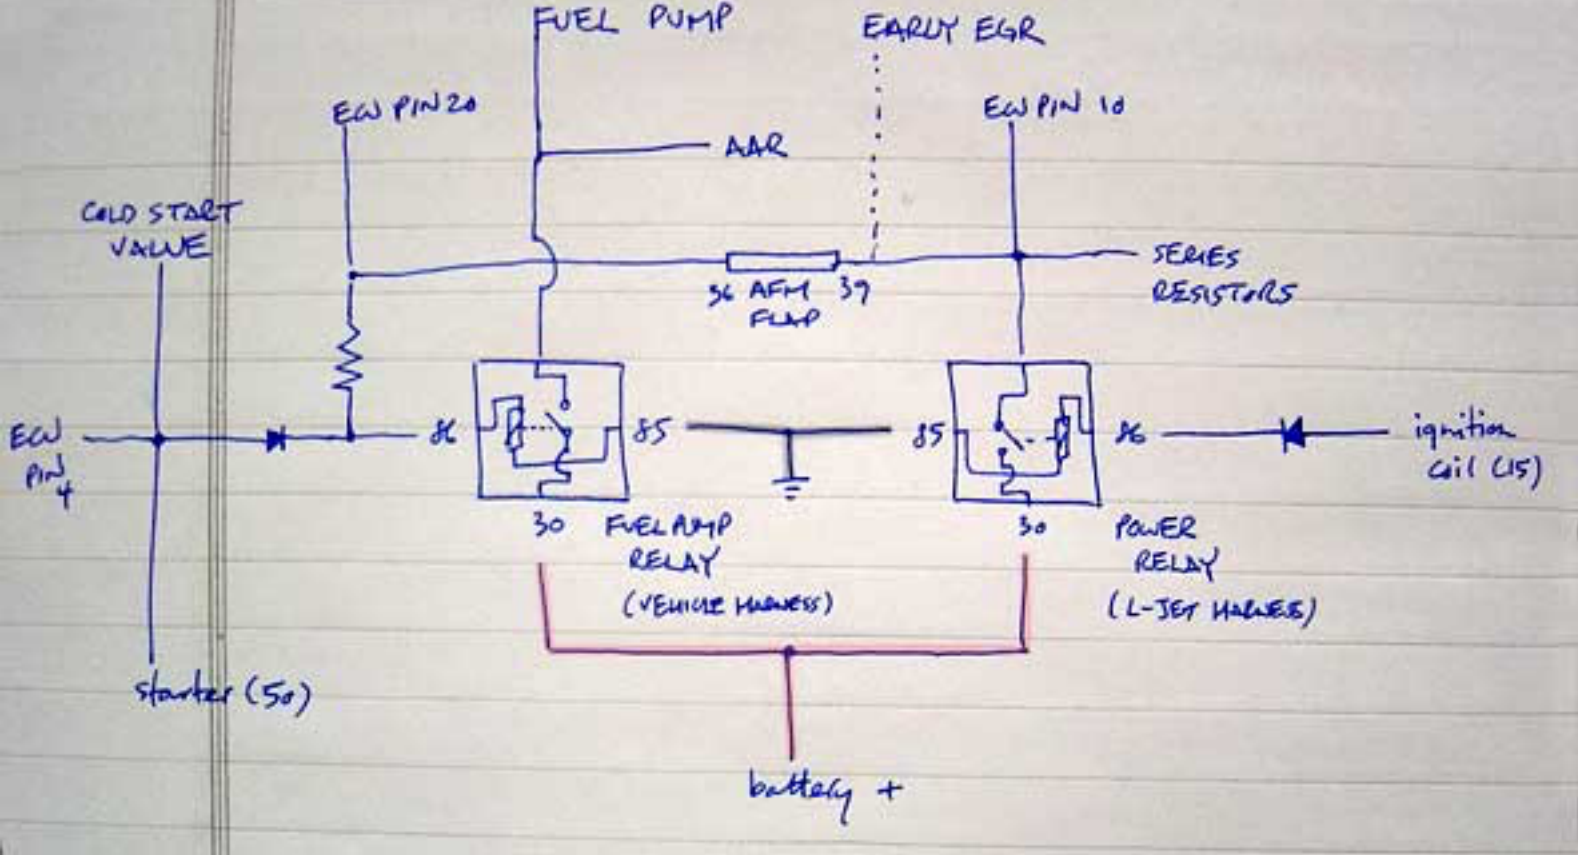 FUEL PUMP
EARLY EGR
ECU PIN 20
ECU PIN 10
AAR
COLD START
VALVE
SERIES
RESISTORS
36 AFM 39
FLAP
ECU
PIN
4
86
85
85
86
ignition
coil (15)
30
FUEL PUMP
RELAY
(VEHICLE HARNESS)
30
POWER
RELAY
(L-JET HARNESS)
starter (50)
battery +